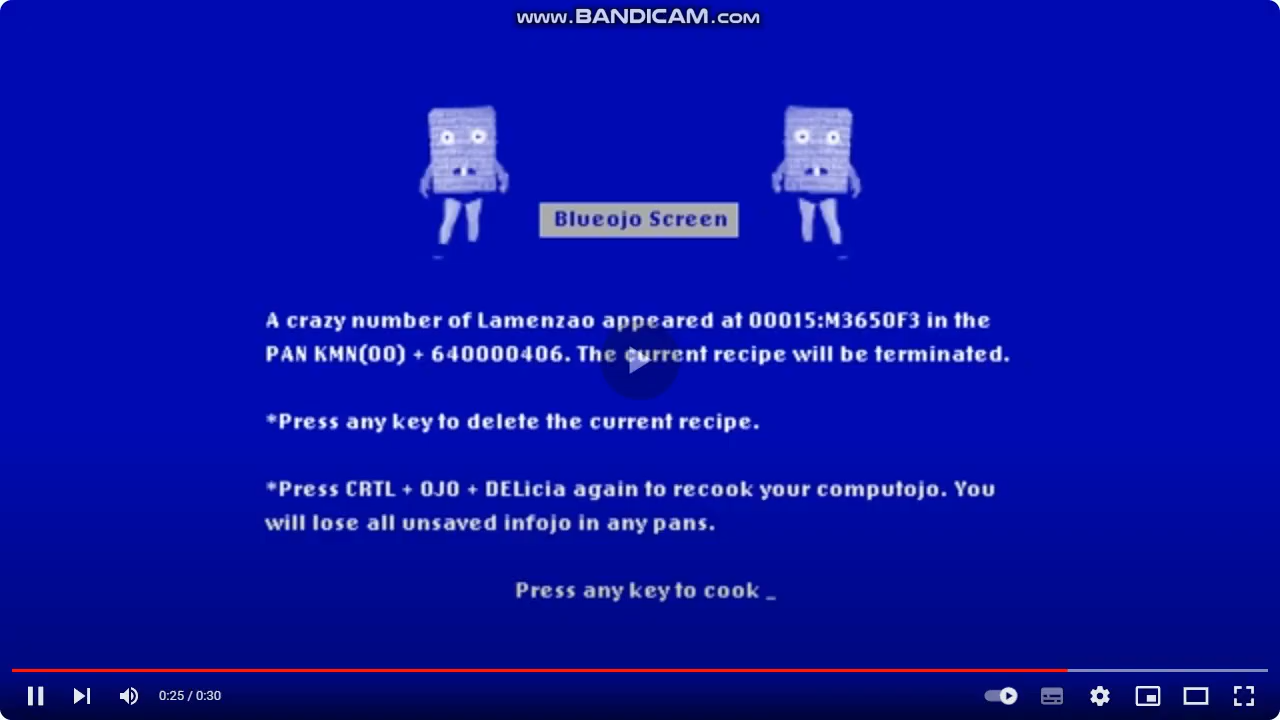 www.BANDICAM.com
Blueojo Screen
A crazy number of Lamenzao appeared at 00015:M3650F3 in the
PAN KMN(00) + 640000406. The current recipe will be terminated.
*Press any key to delete the current recipe.
*Press CRTL + OJO + DELicia again to recook your computojo. You
will lose all unsaved infojo in any pans.
Press any key to cook _
0:25 / 0:30